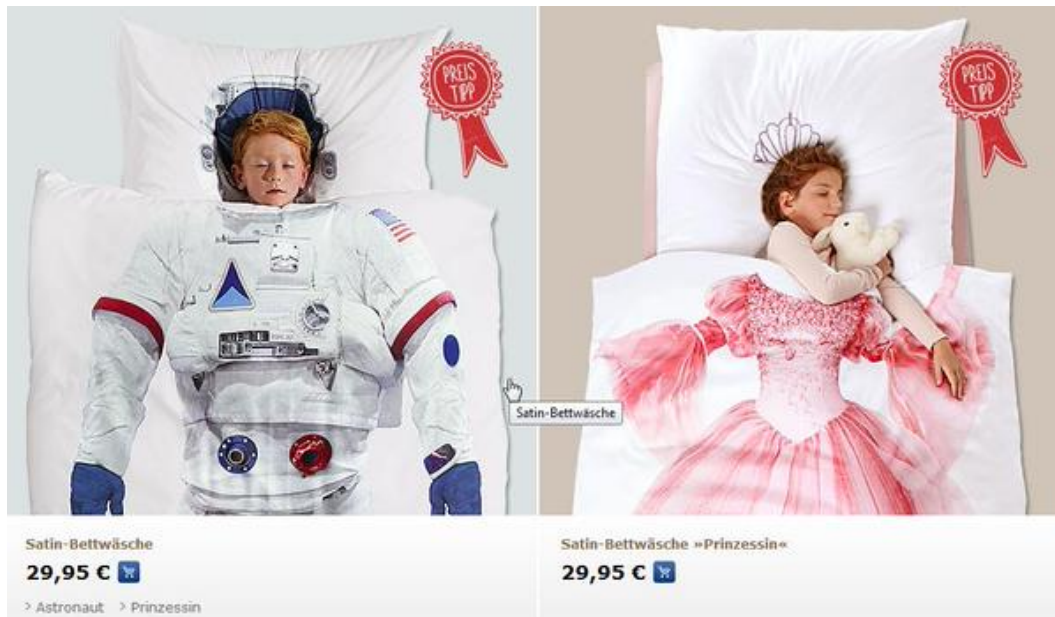 PREIS
TIPP
PREIS
TIPP
Satin-Bettwäsche
Satin-Bettwäsche
29,95 €
> Astronaut > Prinzessin
Satin-Bettwäsche »Prinzessin«
29,95 €